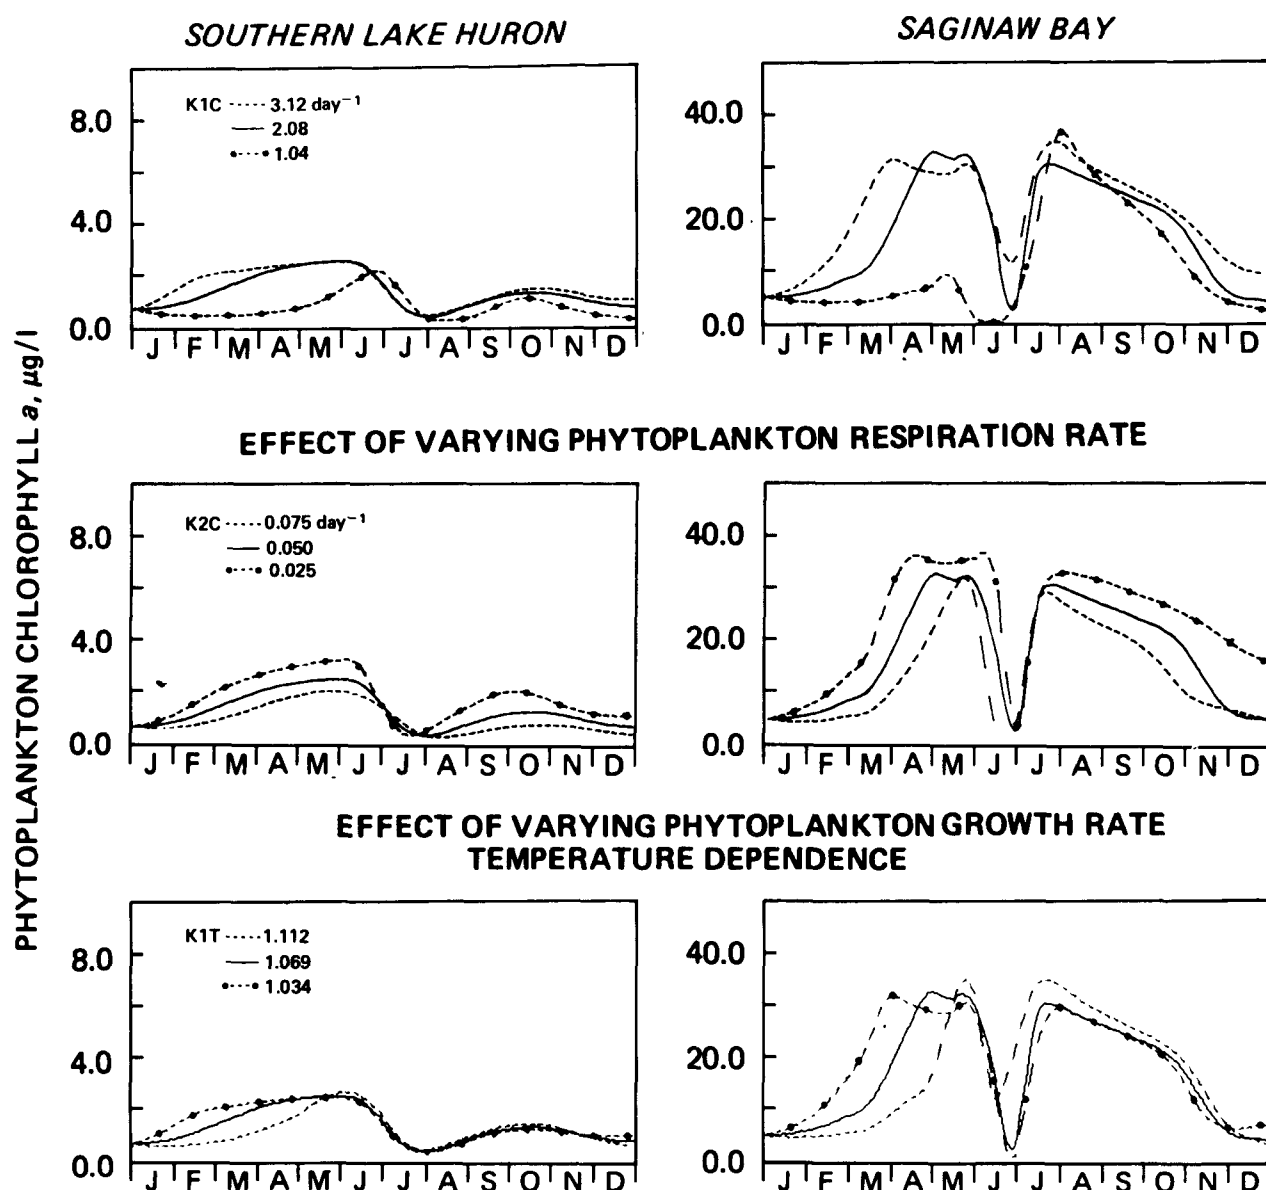 SOUTHERN LAKE HURON
SAGINAW BAY
PHYTOPLANKTON CHLOROPHYLL a, μg/l
K1C 3.12 day⁻¹
2.08
1.04
8.0
4.0
0.0
J F M A M J J A S O N D
40.0
20.0
0.0
J F M A M J J A S O N D
EFFECT OF VARYING PHYTOPLANKTON RESPIRATION RATE
K2C 0.075 day⁻¹
0.050
0.025
8.0
4.0
0.0
J F M A M J J A S O N D
40.0
20.0
0.0
J F M A M J J A S O N D
EFFECT OF VARYING PHYTOPLANKTON GROWTH RATE
TEMPERATURE DEPENDENCE
K1T 1.112
1.069
1.034
8.0
4.0
0.0
J F M A M J J A S O N D
40.0
20.0
0.0
J F M A M J J A S O N D